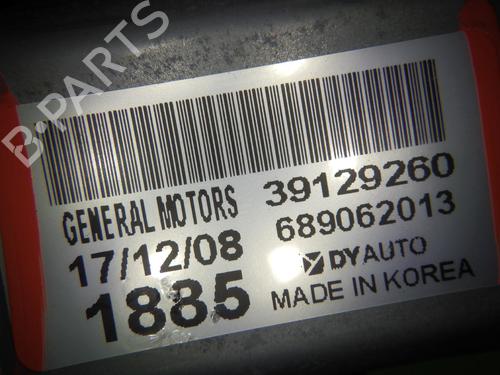 B-PARTS
GENERAL MOTORS 39129260
17/12/08 689062013
1885 DYAUTO
MADE IN KOREA